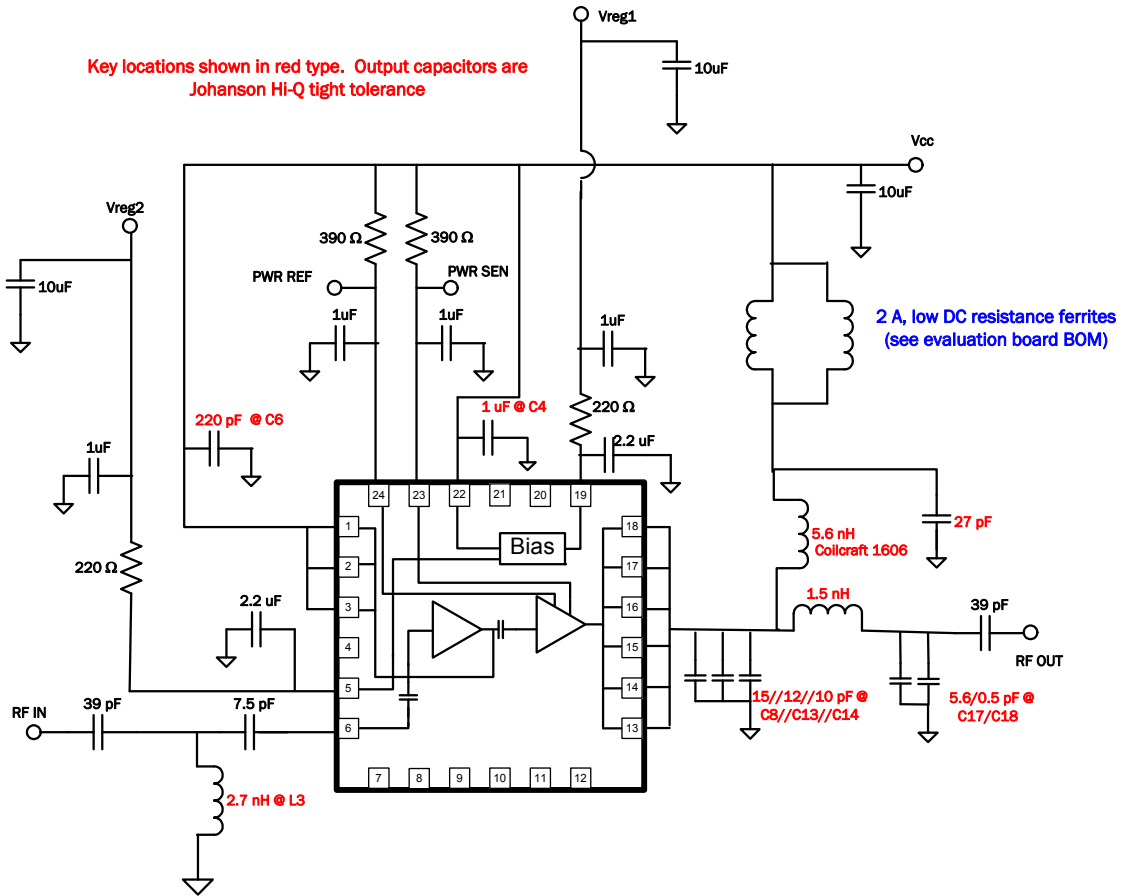 Vreg1
Key locations shown in red type.  Output capacitors are
Johanson Hi-Q tight tolerance
10uF
Vcc
10uF
Vreg2
390 Ω
390 Ω
PWR REF
PWR SEN
10uF
1uF
1uF
1uF
2 A, low DC resistance ferrites
(see evaluation board BOM)
220 pF  @ C6
1 uF @ C4
220 Ω
1uF
2.2 uF
24
23
22
21
20
19
1
18
27 pF
5.6 nH
Coilcraft 1606
Bias
220 Ω
2
17
2.2 uF
3
16
1.5 nH
39 pF
4
15
RF OUT
5
14
15//12//10 pF @
C8//C13//C14
5.6/0.5 pF @
C17/C18
RF IN
39 pF
7.5 pF
6
13
7
8
9
10
11
12
2.7 nH @ L3